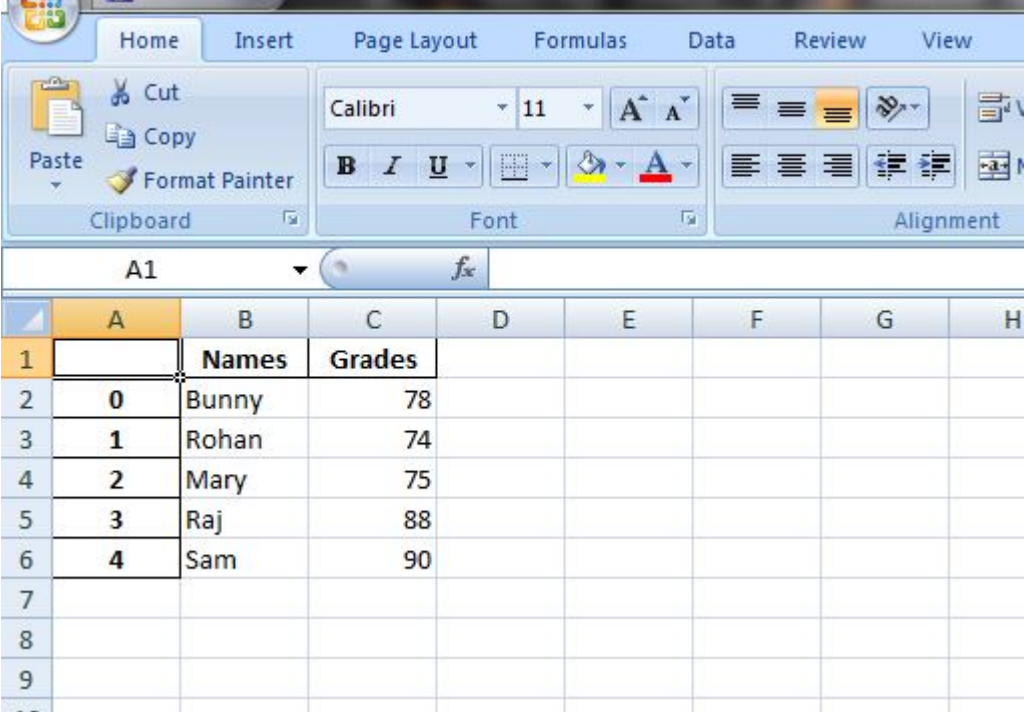 Home Insert Page Layout Formulas Data Review View
Cut
Calibri 11 A A
Copy
Paste
B I U A
Format Painter
Clipboard Font Alignment
A1 fx
A B C D E F G H
1 Names Grades
2 0 Bunny 78
3 1 Rohan 74
4 2 Mary 75
5 3 Raj 88
6 4 Sam 90
7
8
9